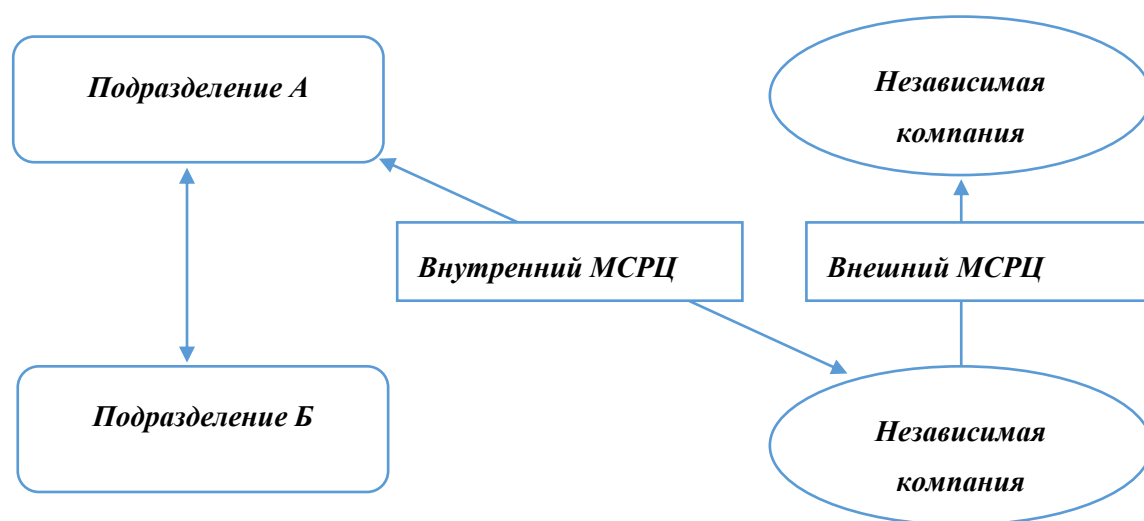 Подразделение А
Независимая
компания
Внутренний МСРЦ
Внешний МСРЦ
Подразделение Б
Независимая
компания